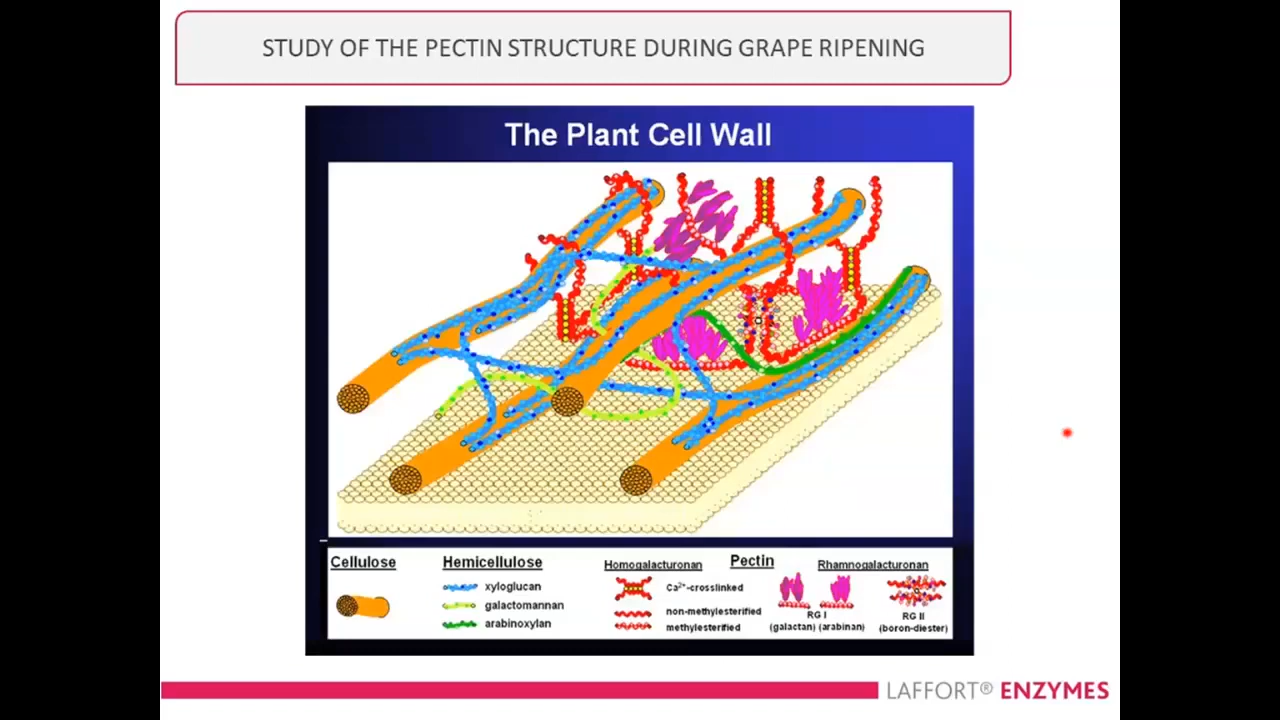 STUDY OF THE PECTIN STRUCTURE DURING GRAPE RIPENING
The Plant Cell Wall
Cellulose
Hemicellulose
xyloglucan
galactomannan
arabinoxylan
Pectin
Homogalacturonan
Ca²⁺-crosslinked
non-methylesterified
methylesterified
Rhamnogalacturonan
RG I
(galactan) (arabinan)
RG II
(boron-diester)
LAFFORT® ENZYMES